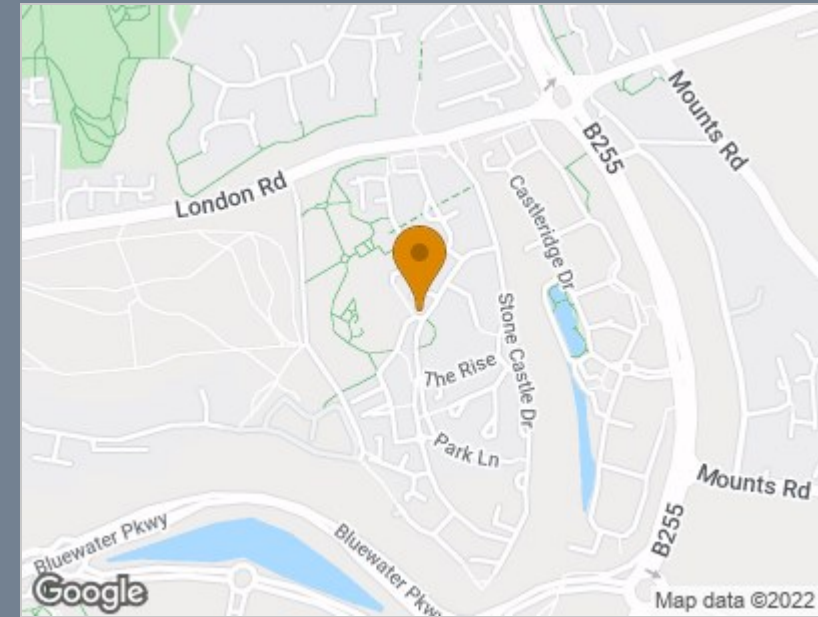 London Rd
B255
Mounts Rd
Castleridge Dr
Stone Castle Dr
The Rise
Park Ln
Mounts Rd
B255
Bluewater Pkwy
Bluewater Pkwy
Google
Map data ©2022